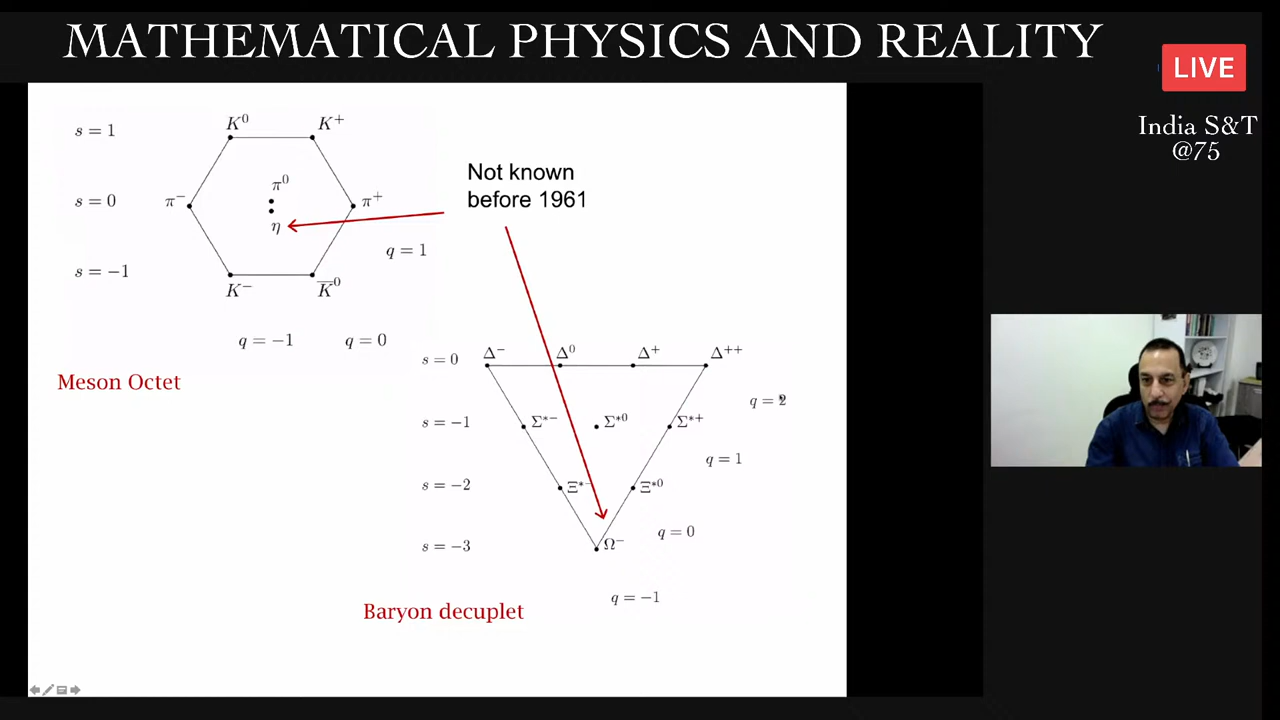 MATHEMATICAL PHYSICS AND REALITY
LIVE
India S&T
@75
s = 1
K⁰ K⁺
s = 0
π⁻ π⁰ π⁺
η
s = −1
K⁻ K̅⁰
q = 1
q = −1 q = 0
Meson Octet
Not known
before 1961
s = 0 Δ⁻ Δ⁰ Δ⁺ Δ⁺⁺
q = 2
s = −1 Σ*⁻ Σ*⁰ Σ*⁺
q = 1
s = −2 Ξ*⁻ Ξ*⁰
q = 0
s = −3 Ω⁻
q = −1
Baryon decuplet